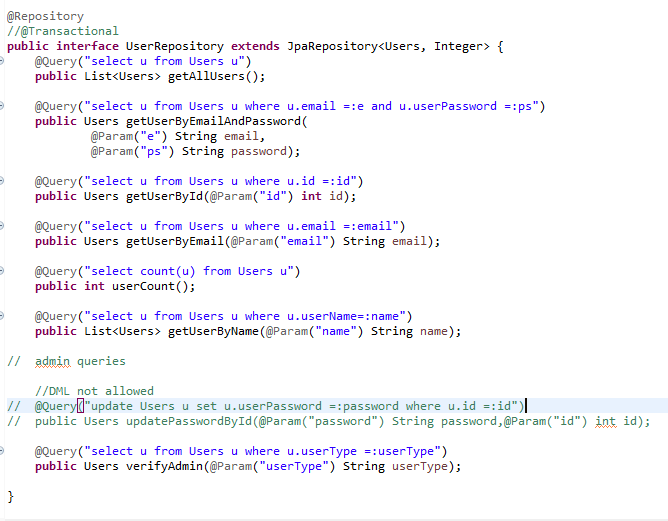 @Repository
//@Transactional
public interface UserRepository extends JpaRepository<Users, Integer> {
@Query("select u from Users u")
public List<Users> getAllUsers();
@Query("select u from Users u where u.email =:e and u.userPassword =:ps")
public Users getUserByEmailAndPassword(
@Param("e") String email,
@Param("ps") String password);
@Query("select u from Users u where u.id =:id")
public Users getUserById(@Param("id") int id);
@Query("select u from Users u where u.email =:email")
public Users getUserByEmail(@Param("email") String email);
@Query("select count(u) from Users u")
public int userCount();
@Query("select u from Users u where u.userName=:name")
public List<Users> getUserByName(@Param("name") String name);
// admin queries
//DML not allowed
// @Query("update Users u set u.userPassword =:password where u.id =:id")
// public Users updatePasswordById(@Param("password") String password,@Param("id") int id);
@Query("select u from Users u where u.userType =:userType")
public Users verifyAdmin(@Param("userType") String userType);
}